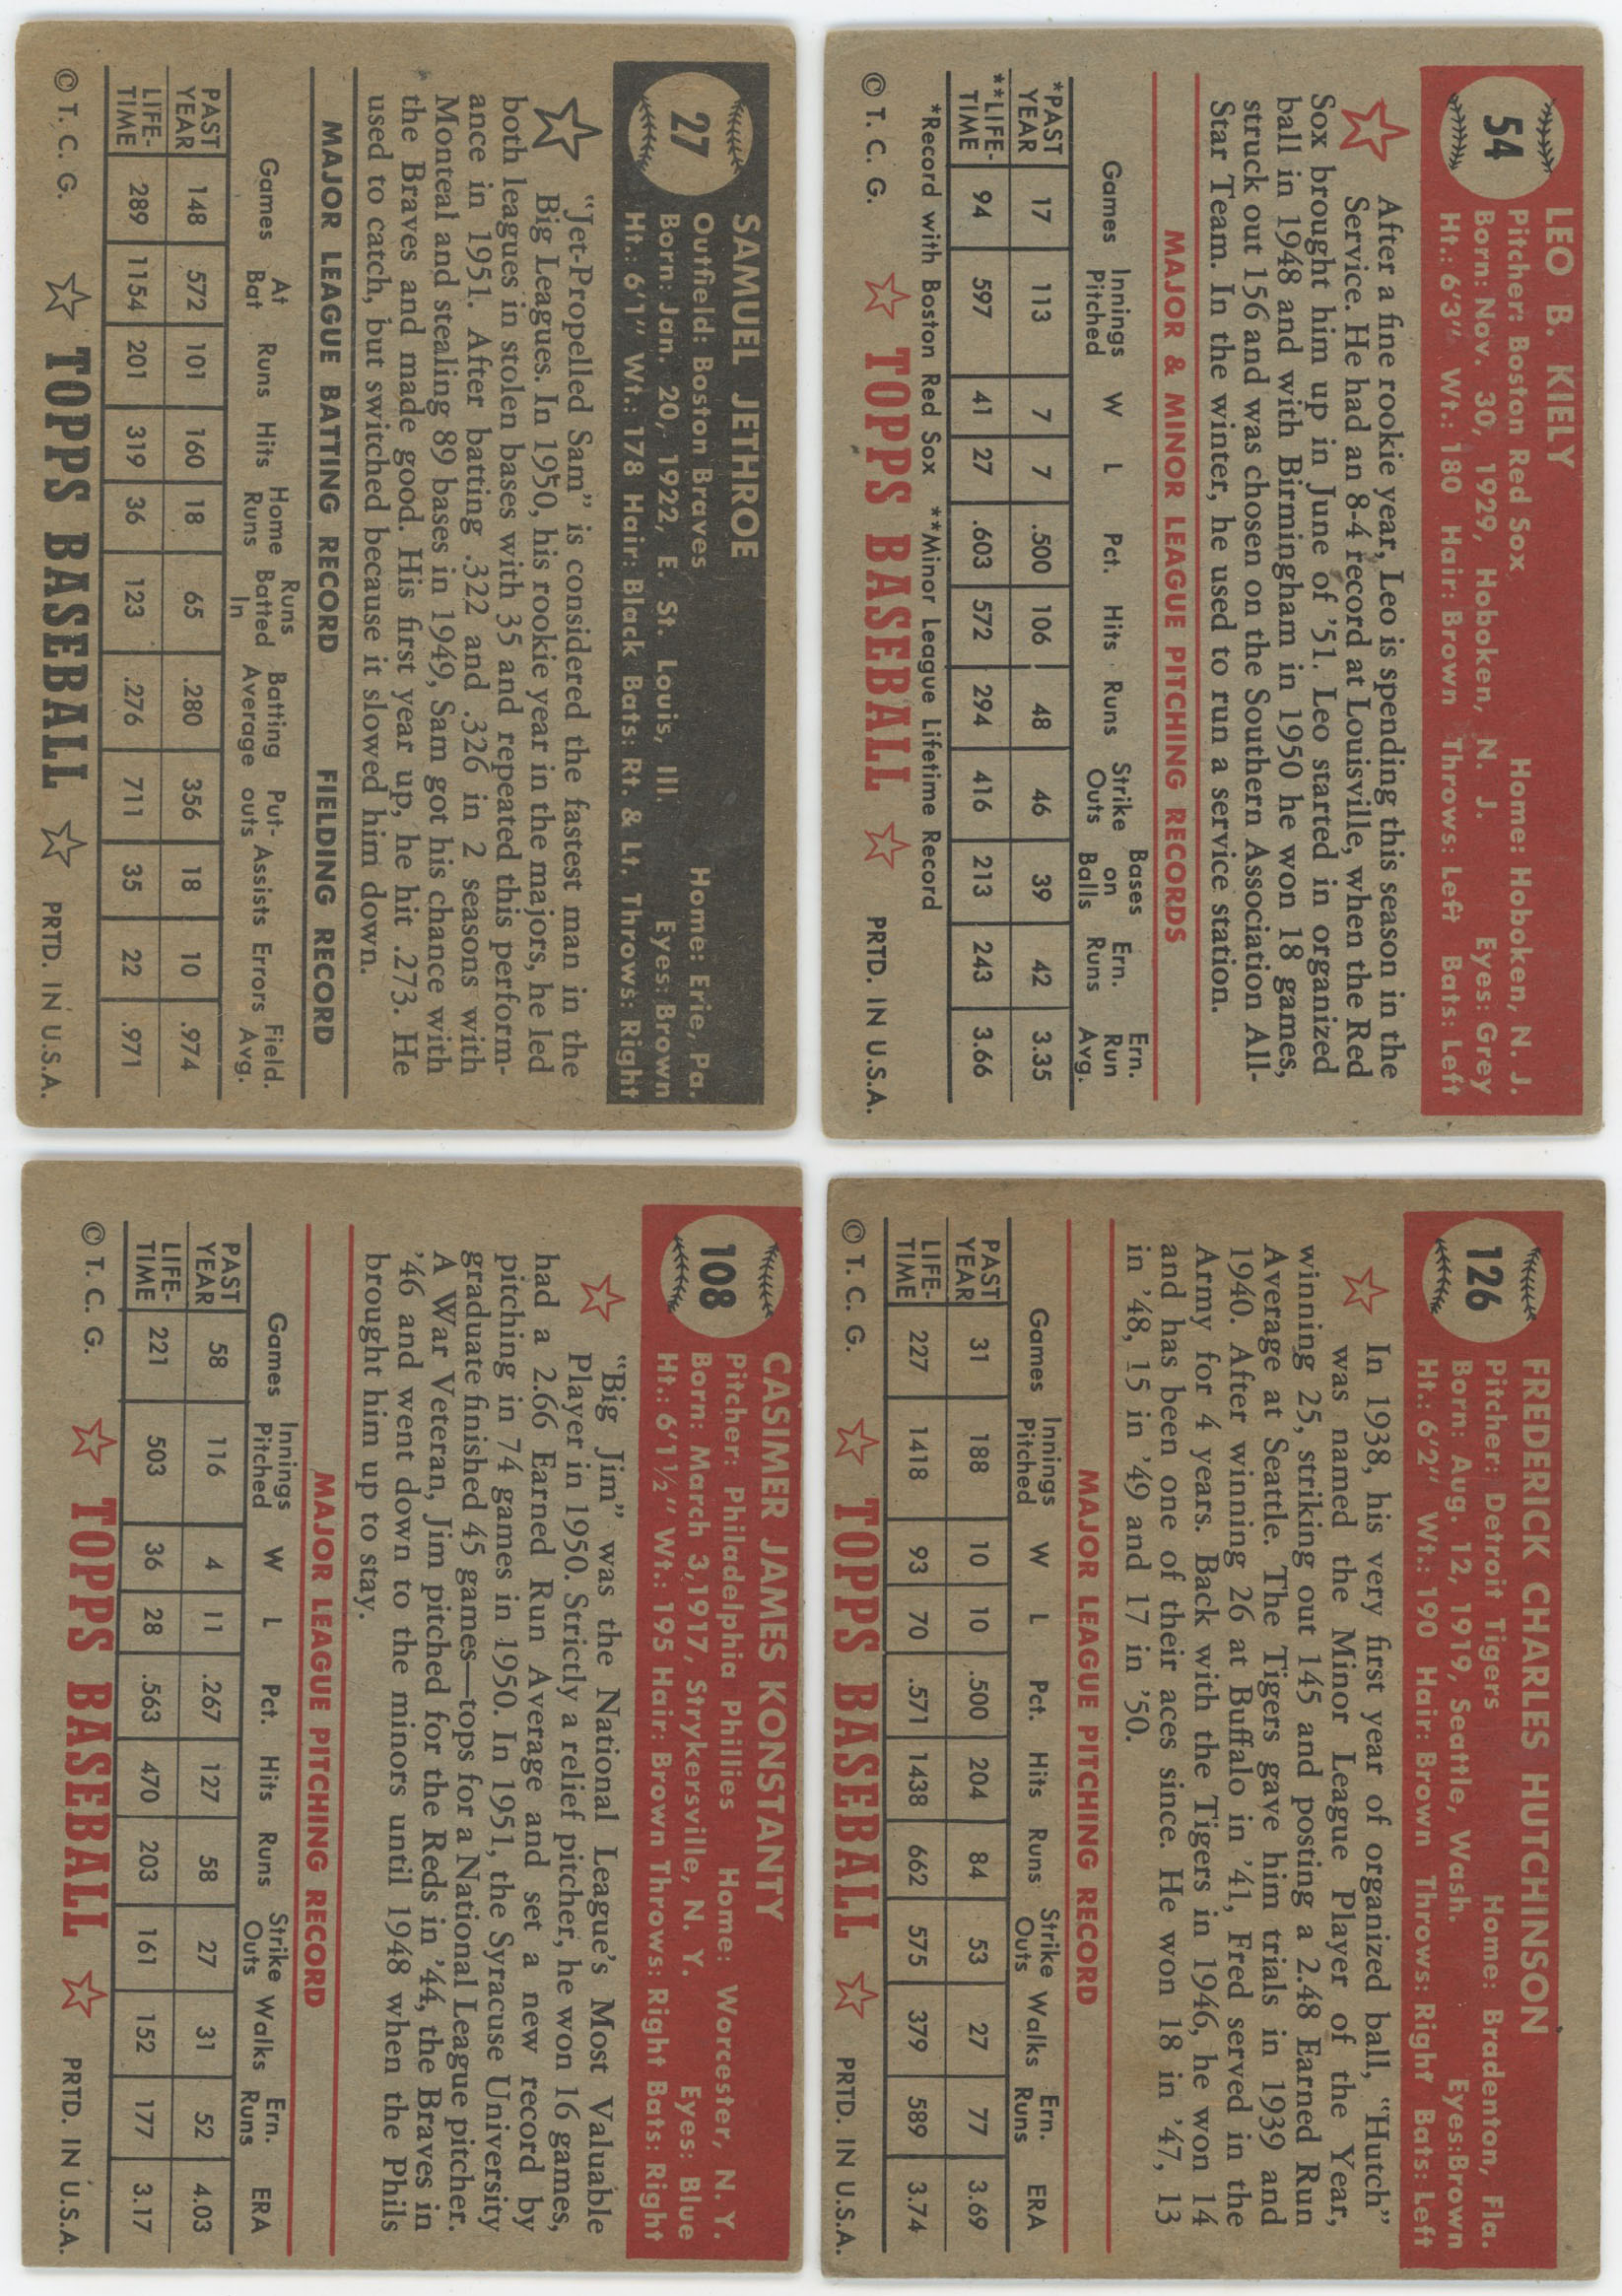 54
LEO B. KIELY
Pitcher: Boston Red Sox Home: Hoboken, N. J.
Born: Nov. 30, 1929, Hoboken, N. J. Eyes: Grey
Ht.: 6'3" Wt.: 180 Hair: Brown Throws: Left Bats: Left
After a fine rookie year, Leo is spending this season in the
Service. He had an 8-4 record at Louisville, when the Red
Sox brought him up in June of '51. Leo started in organized
ball in 1948 and with Birmingham in 1950 he won 18 games,
struck out 156 and was chosen on the Southern Association All-
Star Team. In the winter, he used to run a service station.
MAJOR & MINOR LEAGUE PITCHING RECORDS
Games Innings Pitched W L Pct. Hits Runs Strike Outs Bases on Balls Ern. Runs Ern. Run Avg.
*PAST YEAR 17 113 7 7 .500 106 48 46 39 42 3.35
**LIFE-TIME 94 597 41 27 .603 572 294 416 213 243 3.66
*Record with Boston Red Sox **Minor League Lifetime Record
© T. C. G. TOPPS BASEBALL PRTD. IN U.S.A.
27
SAMUEL JETHROE
Outfield: Boston Braves Home: Erie, Pa.
Born: Jan. 20, 1922, E. St. Louis, Ill. Eyes: Brown
Ht.: 6'1" Wt.: 178 Hair: Black Bats: Rt. & Lt. Throws: Right
"Jet-Propelled Sam" is considered the fastest man in the
Big Leagues. In 1950, his rookie year in the majors, he led
both leagues in stolen bases with 35 and repeated this perform-
ance in 1951. After batting .322 and .326 in 2 seasons with
Monteal and stealing 89 bases in 1949, Sam got his chance with
the Braves and made good. His first year up, he hit .273. He
used to catch, but switched because it slowed him down.
MAJOR LEAGUE BATTING RECORD FIELDING RECORD
Games At Bat Runs Hits Home Runs Runs Batted In Batting Average Put-outs Assists Errors Field. Avg.
PAST YEAR 148 572 101 160 18 65 .280 356 18 10 .974
LIFE-TIME 289 1154 201 319 36 123 .276 711 35 22 .971
© T. C. G. TOPPS BASEBALL PRTD. IN U.S.A.
126
FREDERICK CHARLES HUTCHINSON
Pitcher: Detroit Tigers Home: Bradenton, Fla.
Born: Aug. 12, 1919, Seattle, Wash. Eyes:Brown
Ht.: 6'2" Wt.: 190 Hair: Brown Throws: Right Bats: Left
In 1938, his very first year of organized ball, "Hutch"
was named the Minor League Player of the Year,
winning 25, striking out 145 and posting a 2.48 Earned Run
Average at Seattle. The Tigers gave him trials in 1939 and
1940. After winning 26 at Buffalo in '41, Fred served in the
Army for 4 years. Back with the Tigers in 1946, he won 14
and has been one of their aces since. He won 18 in '47, 13
in '48, 15 in '49 and 17 in '50.
MAJOR LEAGUE PITCHING RECORD
Games Innings Pitched W L Pct. Hits Runs Strike Outs Walks Ern. Runs ERA
PAST YEAR 31 188 10 10 .500 204 84 53 27 77 3.69
LIFE-TIME 227 1418 93 70 .571 1438 662 575 379 589 3.74
© T. C. G. TOPPS BASEBALL PRTD. IN U.S.A.
108
CASIMER JAMES KONSTANTY
Pitcher: Philadelphia Phillies Home: Worcester, N. Y.
Born: March 3,1917, Strykersville, N. Y. Eyes: Blue
Ht.: 6'1½" Wt.: 195 Hair: Brown Throws: Right Bats: Right
"Big Jim" was the National League's Most Valuable
Player in 1950. Strictly a relief pitcher, he won 16 games,
had a 2.66 Earned Run Average and set a new record by
pitching in 74 games in 1950. In 1951, the Syracuse University
graduate finished 45 games—tops for a National League pitcher.
A War Veteran, Jim pitched for the Reds in '44, the Braves in
'46 and went down to the minors until 1948 when the Phils
brought him up to stay.
MAJOR LEAGUE PITCHING RECORD
Games Innings Pitched W L Pct. Hits Runs Strike Outs Walks Ern. Runs ERA
PAST YEAR 58 116 4 11 .267 127 58 27 31 52 4.03
LIFE-TIME 221 503 36 28 .563 470 203 161 152 177 3.17
© T. C. G. TOPPS BASEBALL PRTD. IN U.S.A.